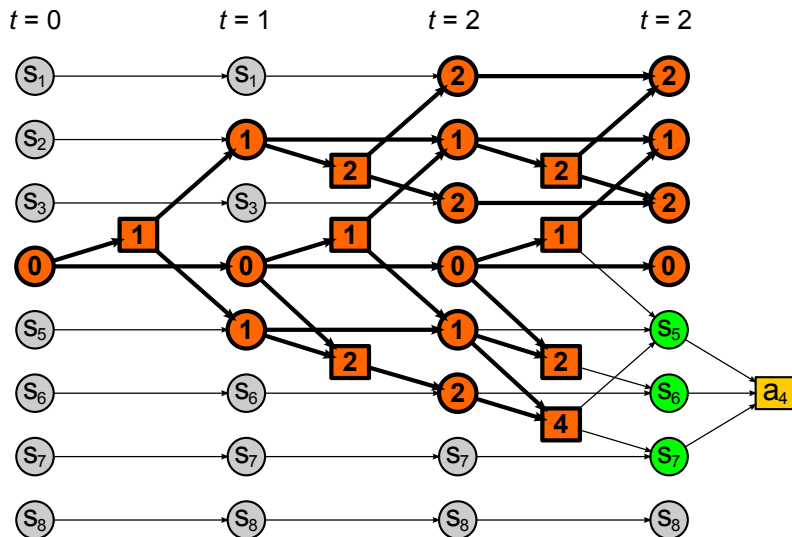 t = 0 t = 1 t = 2 t = 2
s1 s1 2 2
s2 1 1 1
2 2
s3 s3 2 2
1 1 1
0 0 0 0
s5 1 1 s5
2 2
s6 s6 2 s6 a4
4
s7 s7 s7 s7
s8 s8 s8 s8